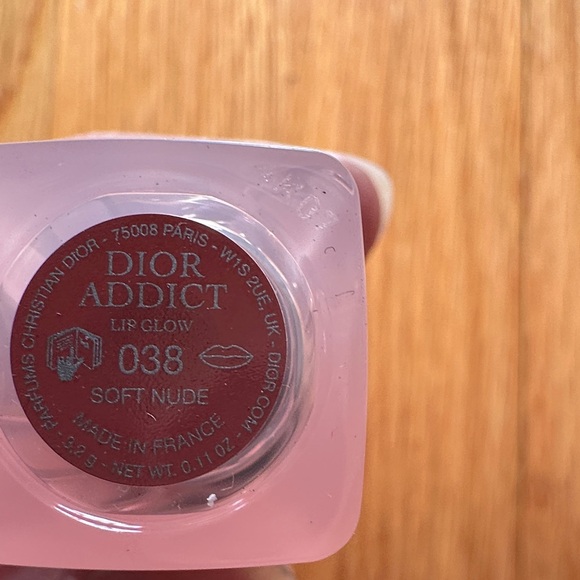 PARFUMS CHRISTIAN DIOR - 75008 PARIS - W1S 2UE, UK - DIOR.COM
DIOR
ADDICT
LIP GLOW
038
SOFT NUDE
MADE IN FRANCE
3.2 g - NET WT. 0.11 OZ